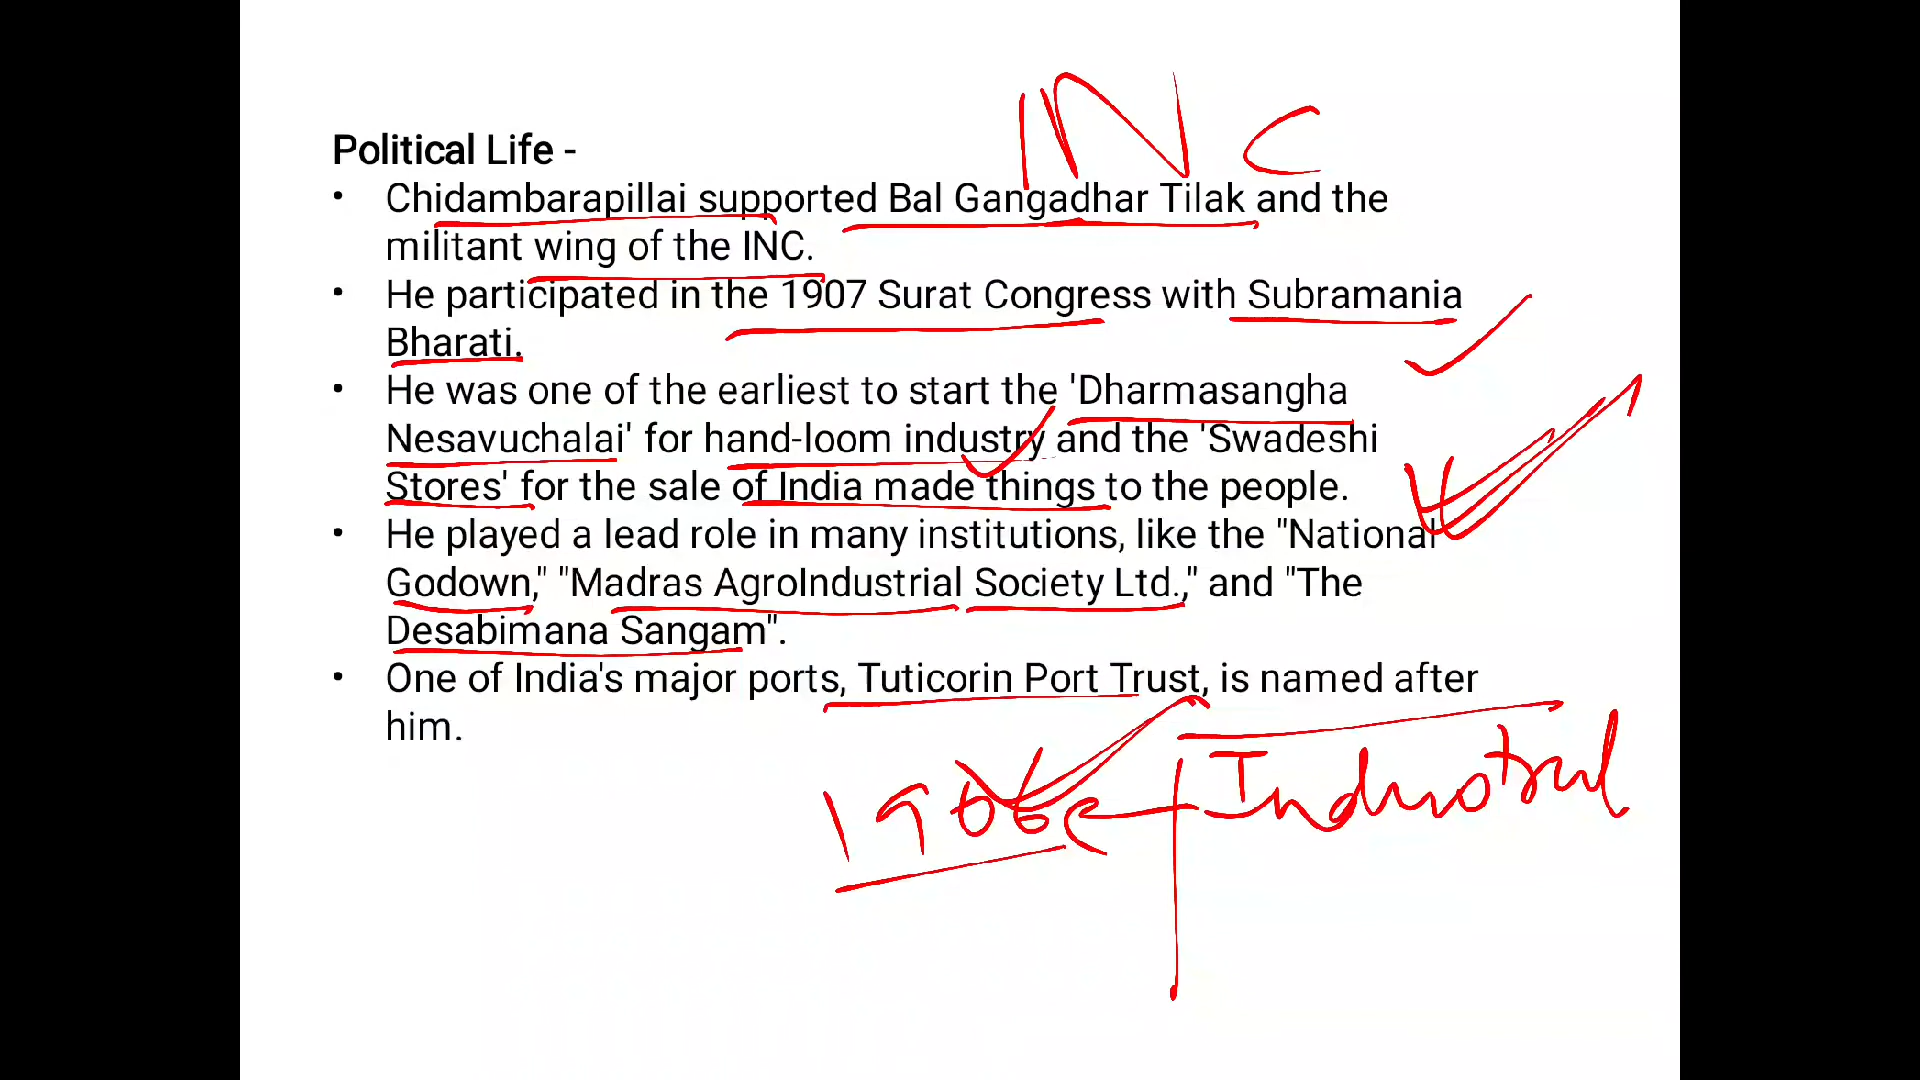 INC
Political Life -
• Chidambarapillai supported Bal Gangadhar Tilak and the
militant wing of the INC.
• He participated in the 1907 Surat Congress with Subramania
Bharati.
• He was one of the earliest to start the 'Dharmasangha
Nesavuchalai' for hand-loom industry and the 'Swadeshi
Stores' for the sale of India made things to the people.
• He played a lead role in many institutions, like the "National
Godown," "Madras AgroIndustrial Society Ltd.," and "The
Desabimana Sangam".
• One of India's major ports, Tuticorin Port Trust, is named after
him.
1906